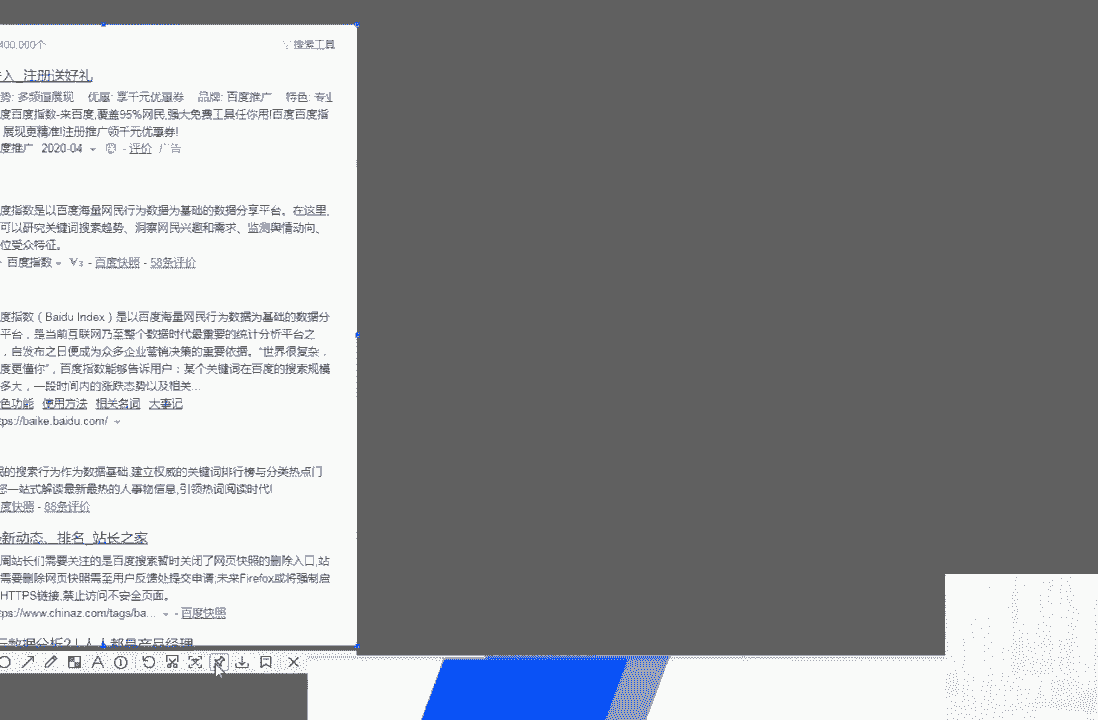 400,000个 搜索工具
入_注册送好礼
势: 多频道展现 优惠: 享千元优惠券 品牌: 百度推广 特色: 专业
度百度指数-来百度,覆盖95%网民,强大免费工具任你用!百度百度指
展现更精准!注册推广领千元优惠券!
度推广 2020-04 - 评价 广告
度指数是以百度海量网民行为数据为基础的数据分享平台。在这里,
可以研究关键词搜索趋势、洞察网民兴趣和需求、监测舆情动向、
位受众特征。
百度指数 - 百度快照 - 58条评价
度指数（Baidu Index）是以百度海量网民行为数据为基础的数据分
平台，是当前互联网乃至整个数据时代最重要的统计分析平台之
，自发布之日便成为众多企业营销决策的重要依据。“世界很复杂，
度更懂你”，百度指数能够告诉用户：某个关键词在百度的搜索规模
多大，一段时间内的涨跌态势以及相关...
色功能 使用方法 相关名词 大事记
tps://baike.baidu.com/
的搜索行为作为数据基础,建立权威的关键词排行榜与分类热点门
您一站式解读最新最热的人事物信息,引领热词阅读时代!
度快照 - 88条评价
新动态、排名_站长之家
周站长们需要关注的是百度搜索暂时关闭了网页快照的删除入口,站
需要删除网页快照需至用户反馈处提交申请;未来Firefox或将强制启
HTTPS链接,禁止访问不安全页面。
tps://www.chinaz.com/tags/ba... - 百度快照
数据分析2 | 人人都是产品经理